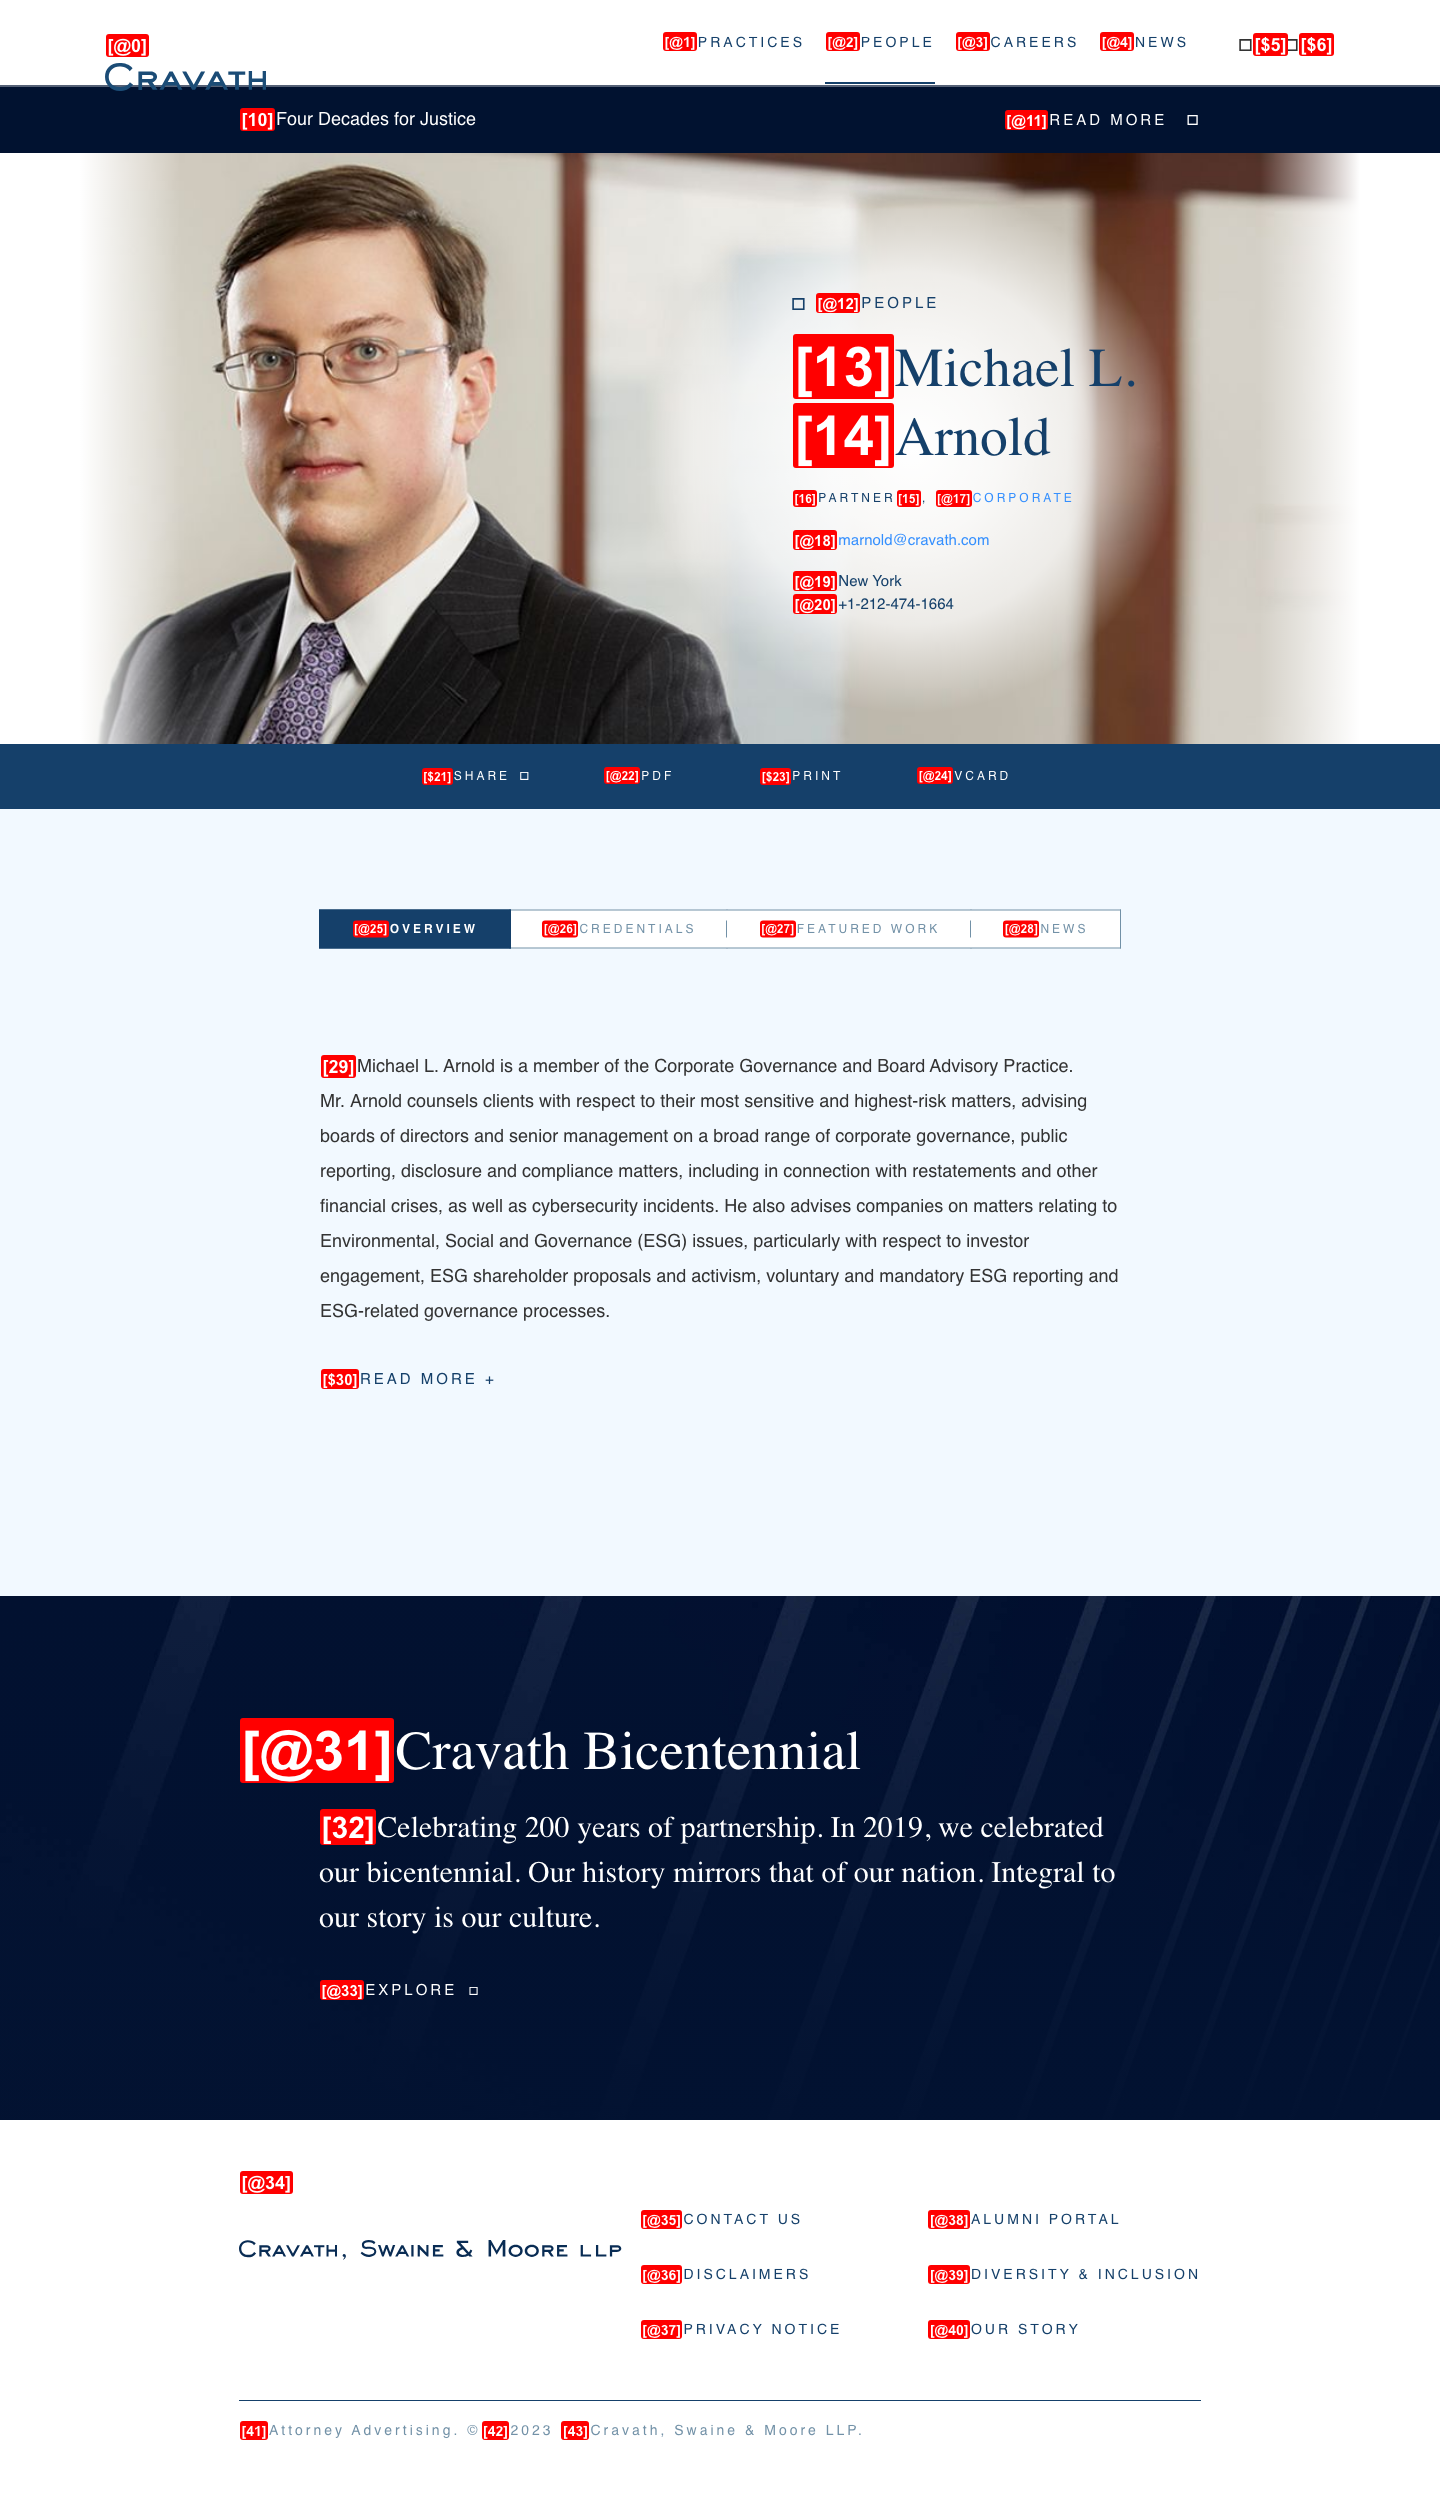 [@0]
CRAVATH
[@1]PRACTICES [@2]PEOPLE [@3]CAREERS [@4]NEWS [$5] [$6]
[10]Four Decades for Justice [@11]READ MORE
[@12]PEOPLE
[13]Michael L.
[14]Arnold
[16]PARTNER[15], [@17]CORPORATE
[@18]marnold@cravath.com
[@19]New York
[@20]+1-212-474-1664
[$21]SHARE [@22]PDF [$23]PRINT [@24]VCARD
[@25]OVERVIEW [@26]CREDENTIALS [@27]FEATURED WORK [@28]NEWS
[29]Michael L. Arnold is a member of the Corporate Governance and Board Advisory Practice.
Mr. Arnold counsels clients with respect to their most sensitive and highest-risk matters, advising
boards of directors and senior management on a broad range of corporate governance, public
reporting, disclosure and compliance matters, including in connection with restatements and other
financial crises, as well as cybersecurity incidents. He also advises companies on matters relating to
Environmental, Social and Governance (ESG) issues, particularly with respect to investor
engagement, ESG shareholder proposals and activism, voluntary and mandatory ESG reporting and
ESG-related governance processes.
[$30]READ MORE +
[@31]Cravath Bicentennial
[32]Celebrating 200 years of partnership. In 2019, we celebrated
our bicentennial. Our history mirrors that of our nation. Integral to
our story is our culture.
[@33]EXPLORE
[@34]
CRAVATH, SWAINE & MOORE LLP
[@35]CONTACT US [@38]ALUMNI PORTAL
[@36]DISCLAIMERS [@39]DIVERSITY & INCLUSION
[@37]PRIVACY NOTICE [@40]OUR STORY
[41]Attorney Advertising. ©[42]2023 [43]Cravath, Swaine & Moore LLP.